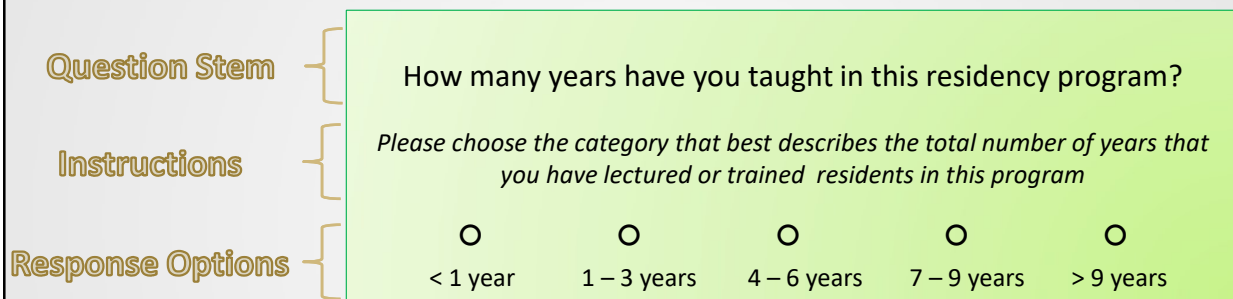 Question Stem
How many years have you taught in this residency program?
Instructions
Please choose the category that best describes the total number of years that
you have lectured or trained residents in this program
Response Options
< 1 year 1 – 3 years 4 – 6 years 7 – 9 years > 9 years